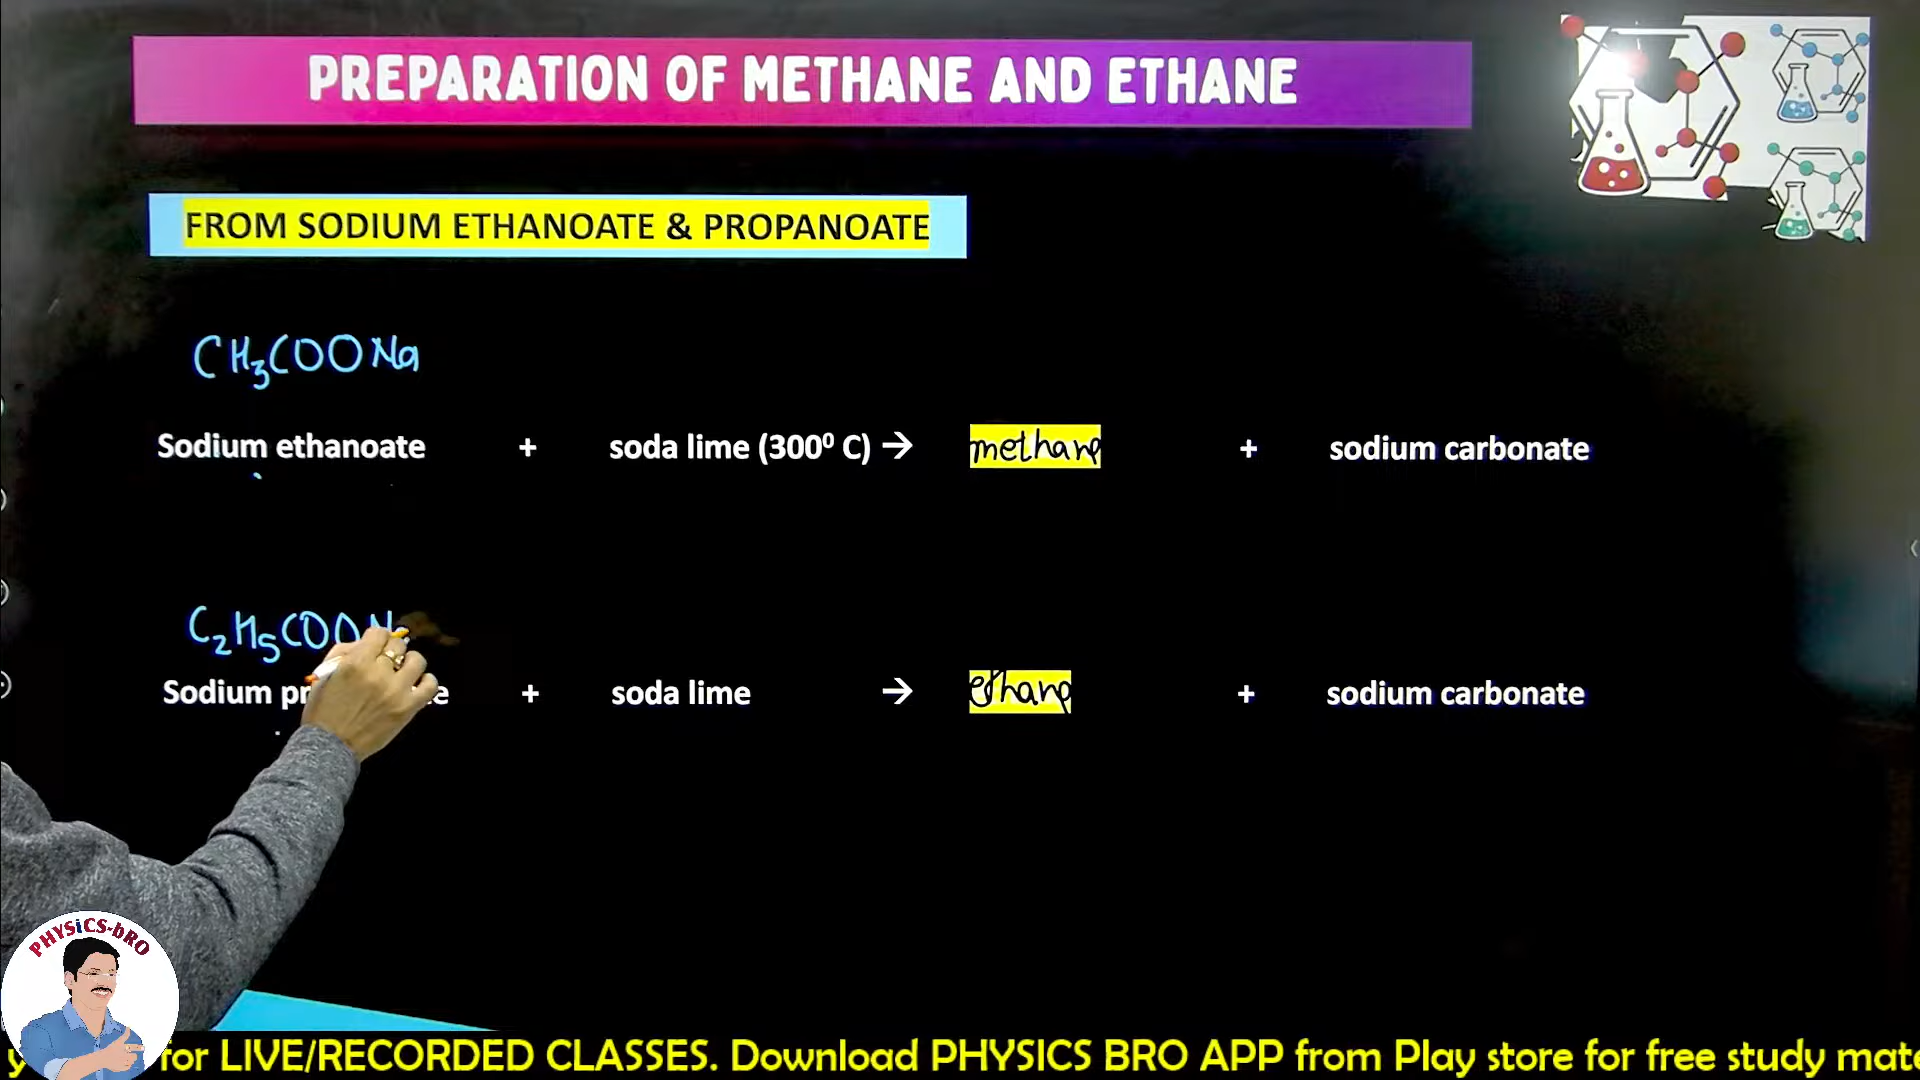 PREPARATION OF METHANE AND ETHANE
FROM SODIUM ETHANOATE & PROPANOATE
CH₃COONa
Sodium ethanoate + soda lime (300⁰ C) → methane + sodium carbonate
C₂H₅COO
Sodium + soda lime → ethane + sodium carbonate
PHYSiCS-bRO
for LIVE/RECORDED CLASSES. Download PHYSICS BRO APP from Play store for free study